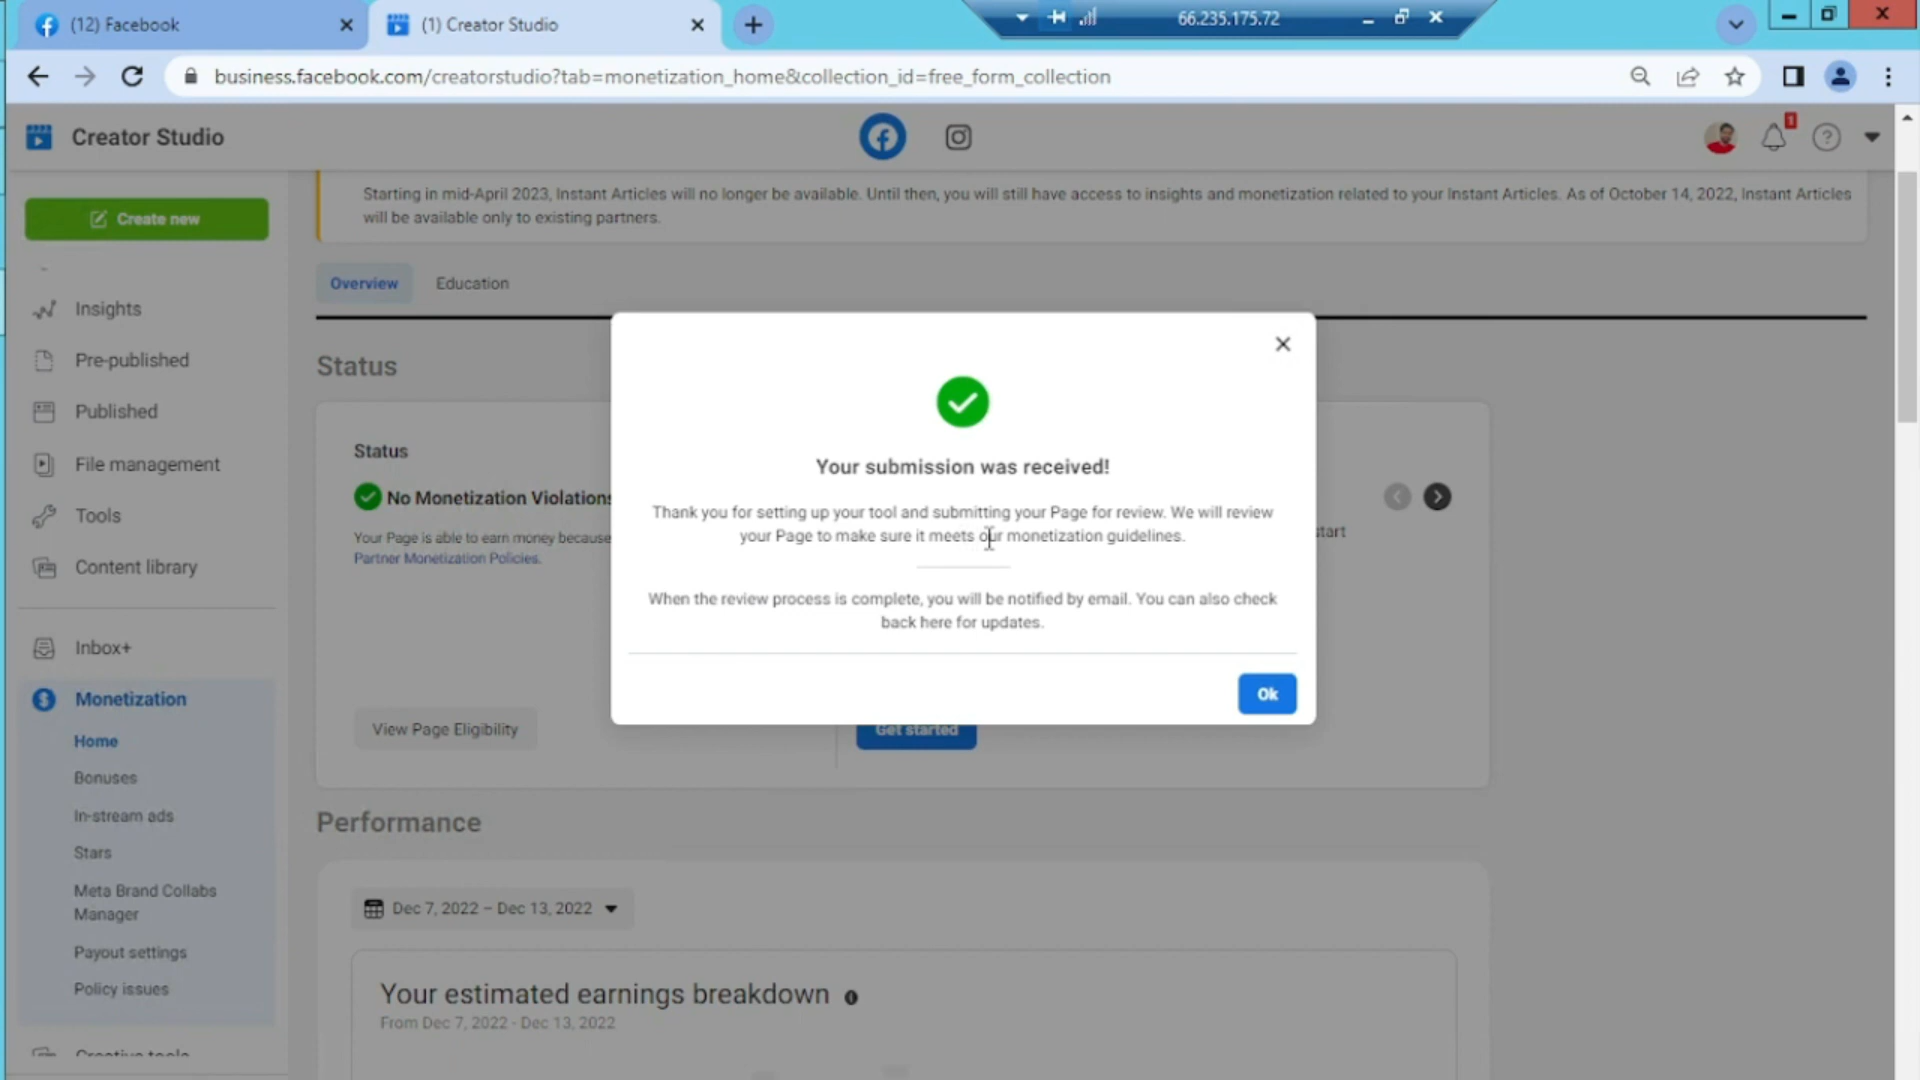 (12) Facebook
(1) Creator Studio
66.235.175.72
business.facebook.com/creatorstudio?tab=monetization_home&collection_id=free_form_collection
Creator Studio
1
Starting in mid-April 2023, Instant Articles will no longer be available. Until then, you will still have access to insights and monetization related to your Instant Articles. As of October 14, 2022, Instant Articles
will be available only to existing partners.
Create new
Insights
Pre-published
Published
File management
Tools
Content library
Inbox+
Monetization
Home
Bonuses
In-stream ads
Stars
Meta Brand Collabs
Manager
Payout settings
Policy issues
Creative tools
Overview
Education
Status
Status
No Monetization Violations
Your Page is able to earn money because
Partner Monetization Policies.
View Page Eligibility
start
Get started
Your submission was received!
Thank you for setting up your tool and submitting your Page for review. We will review
your Page to make sure it meets our monetization guidelines.
When the review process is complete, you will be notified by email. You can also check
back here for updates.
Ok
Performance
Dec 7, 2022 – Dec 13, 2022
Your estimated earnings breakdown
From Dec 7, 2022 - Dec 13, 2022